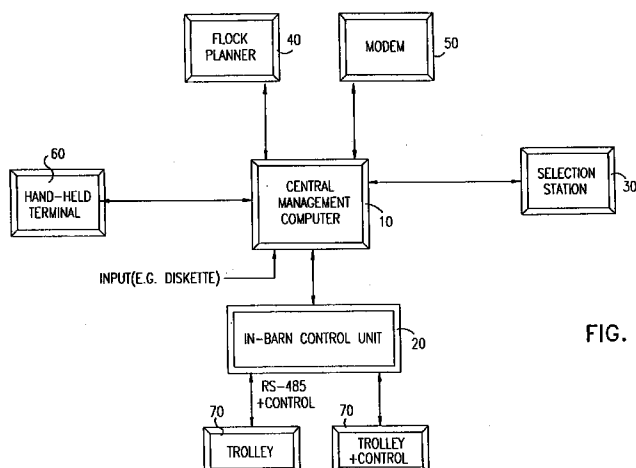 FLOCK
PLANNER
40
MODEM
50
60
HAND-HELD
TERMINAL
CENTRAL
MANAGEMENT
COMPUTER
10
SELECTION
STATION
30
INPUT(E.G. DISKETTE)
IN-BARN CONTROL UNIT
20
FIG.
RS-485
+CONTROL
70
TROLLEY
70
TROLLEY
+CONTROL